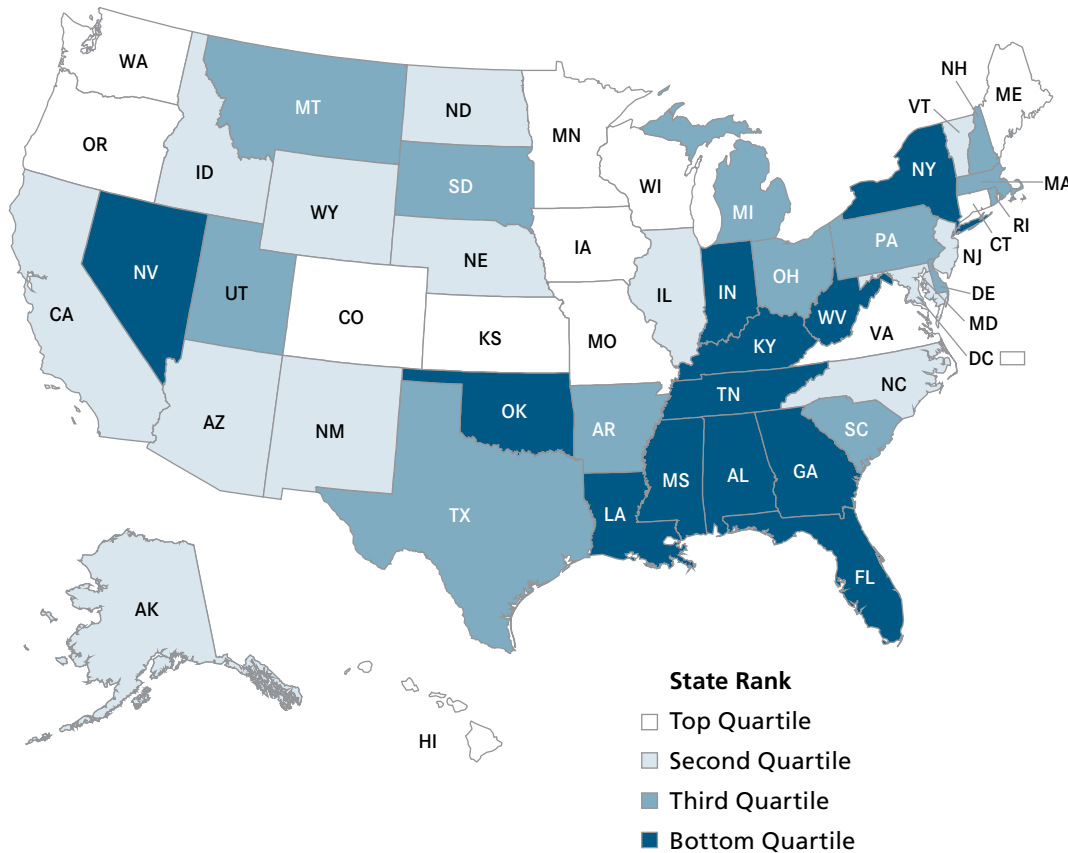 WA
MT
ND
MN
OR
ID
SD
WI
WY
NE
IA
MI
NH
ME
VT
NY
MA
RI
CT
NJ
PA
DE
MD
DC
NV
UT
CO
KS
MO
IL
IN
OH
WV
VA
KY
CA
AZ
NM
OK
AR
TN
NC
SC
TX
LA
MS
AL
GA
FL
AK
HI
State Rank
Top Quartile
Second Quartile
Third Quartile
Bottom Quartile